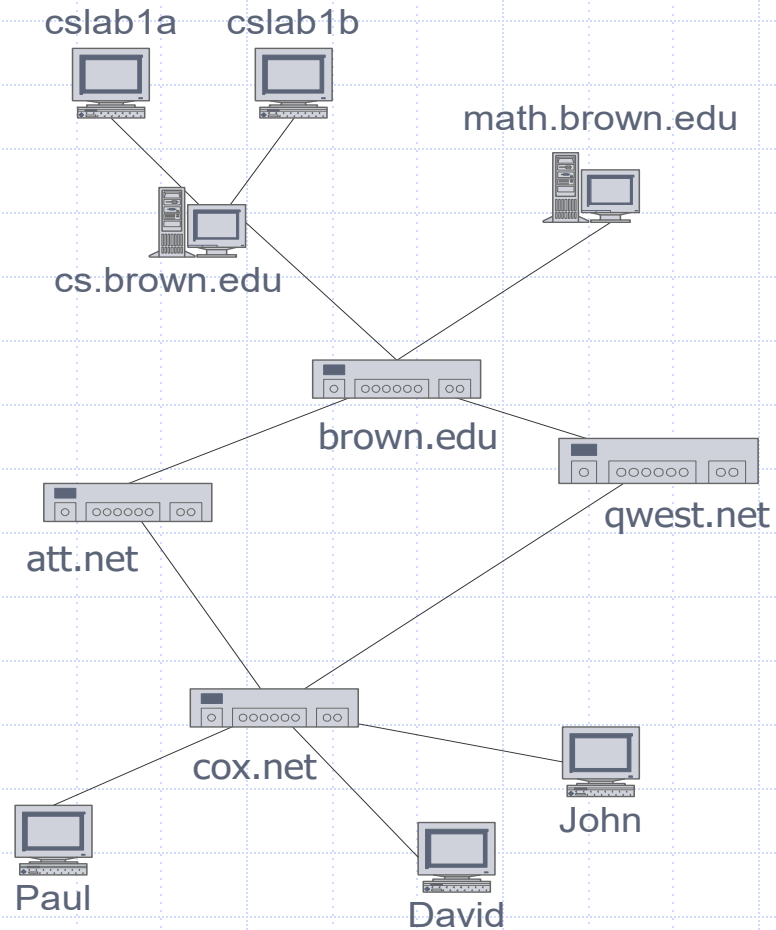 cslab1a
cslab1b
math.brown.edu
cs.brown.edu
brown.edu
qwest.net
att.net
cox.net
John
Paul
David